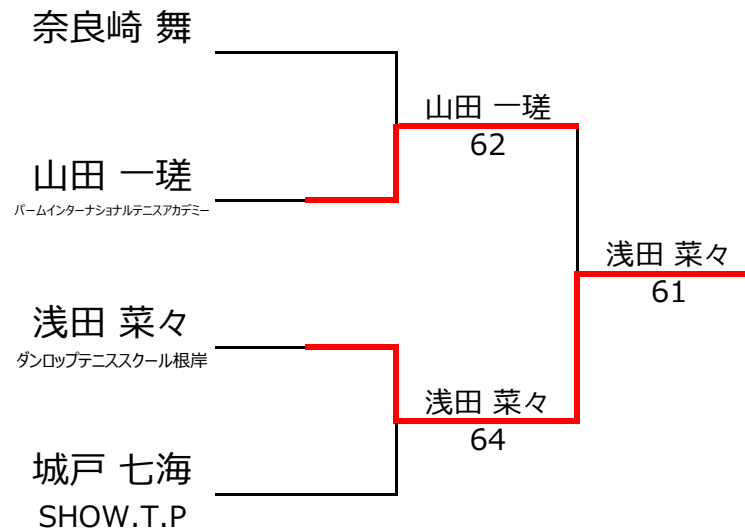 奈良崎 舞
山田 一瑳
62
山田 一瑳
パームインターナショナルテニスアカデミー
浅田 菜々
61
浅田 菜々
ダンロップテニススクール根岸
浅田 菜々
64
城戸 七海
SHOW.T.P